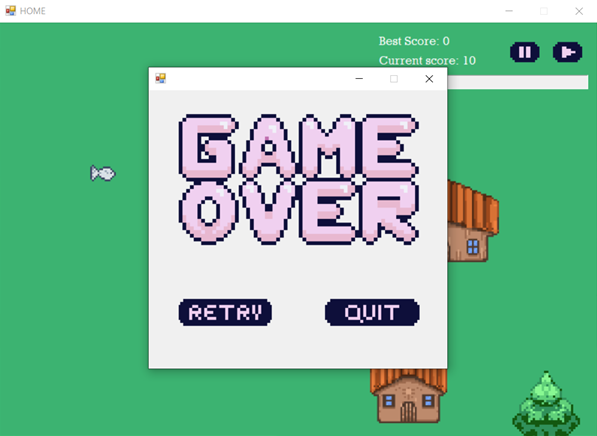 HOME
Best Score: 0
Current score: 10
GAME
OVER
RETRY
QUIT